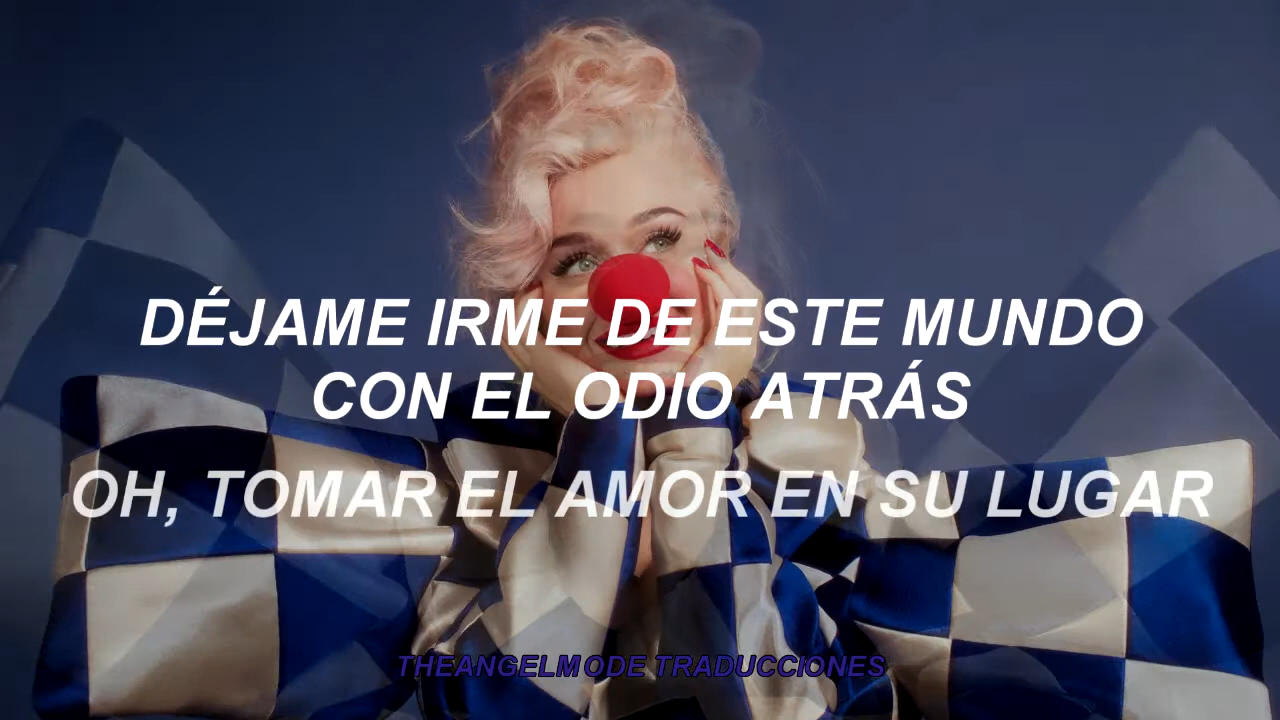 DÉJAME IRME DE ESTE MUNDO
CON EL ODIO ATRÁS
OH, TOMAR EL AMOR EN SU LUGAR
THEANGELMODE TRADUCCIONES